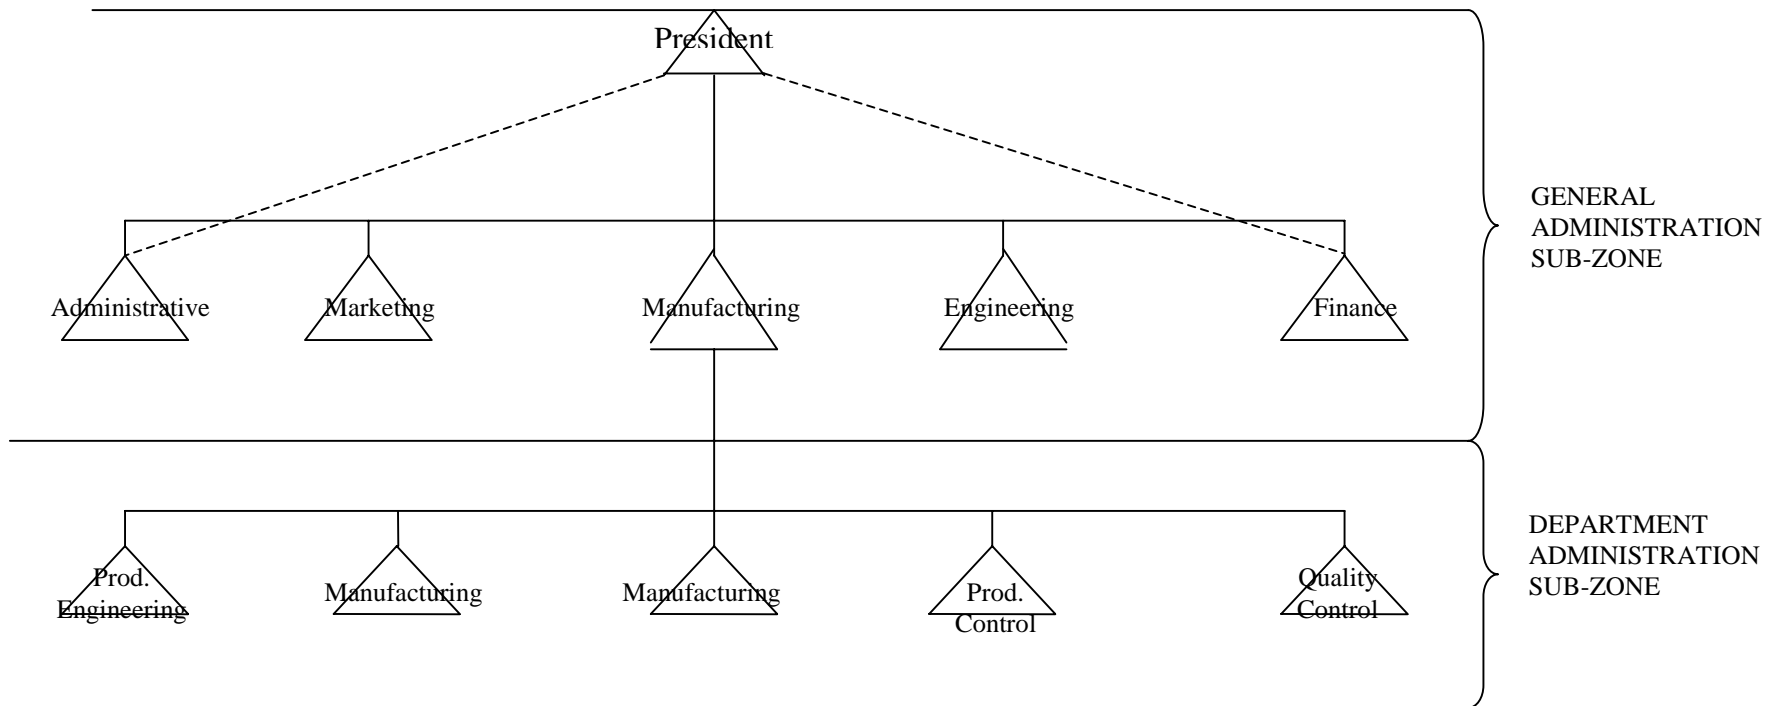 President
GENERAL
ADMINISTRATION
SUB-ZONE
Administrative
Marketing
Manufacturing
Engineering
Finance
DEPARTMENT
ADMINISTRATION
SUB-ZONE
Prod.
Engineering
Manufacturing
Manufacturing
Prod.
Control
Quality
Control